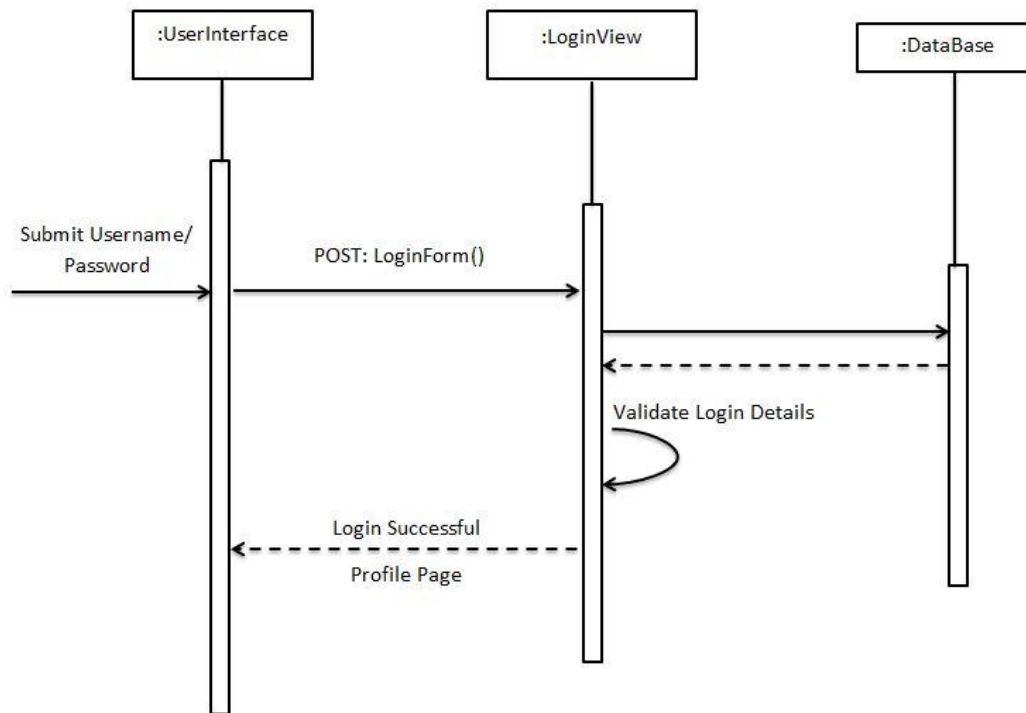 :UserInterface
:LoginView
:DataBase
Submit Username/
Password
POST: LoginForm()
Validate Login Details
Login Successful
Profile Page